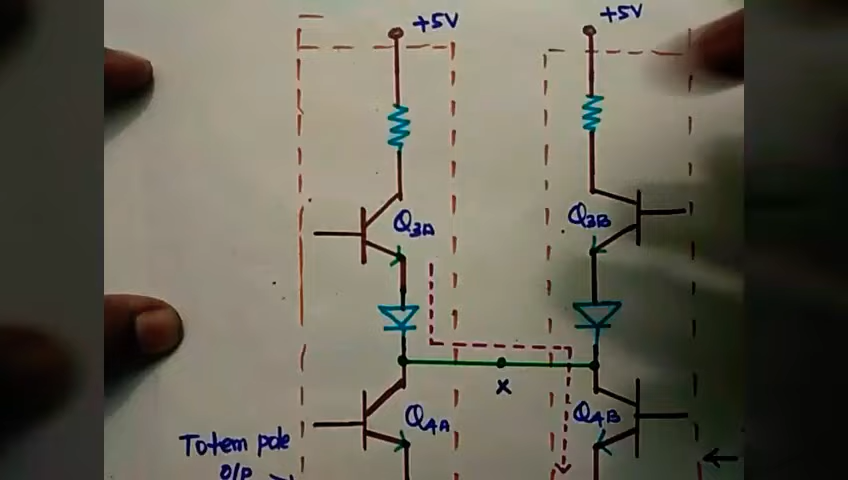 +5V
+5V
Q3A
Q3B
X
Q4A
Q4B
Totem pole
O/P